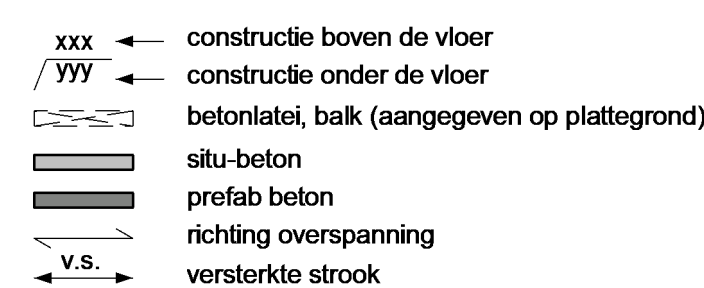 xxx constructie boven de vloer
yyy constructie onder de vloer
betonlatei, balk (aangegeven op plattegrond)
situ-beton
prefab beton
richting overspanning
v.s. versterkte strook